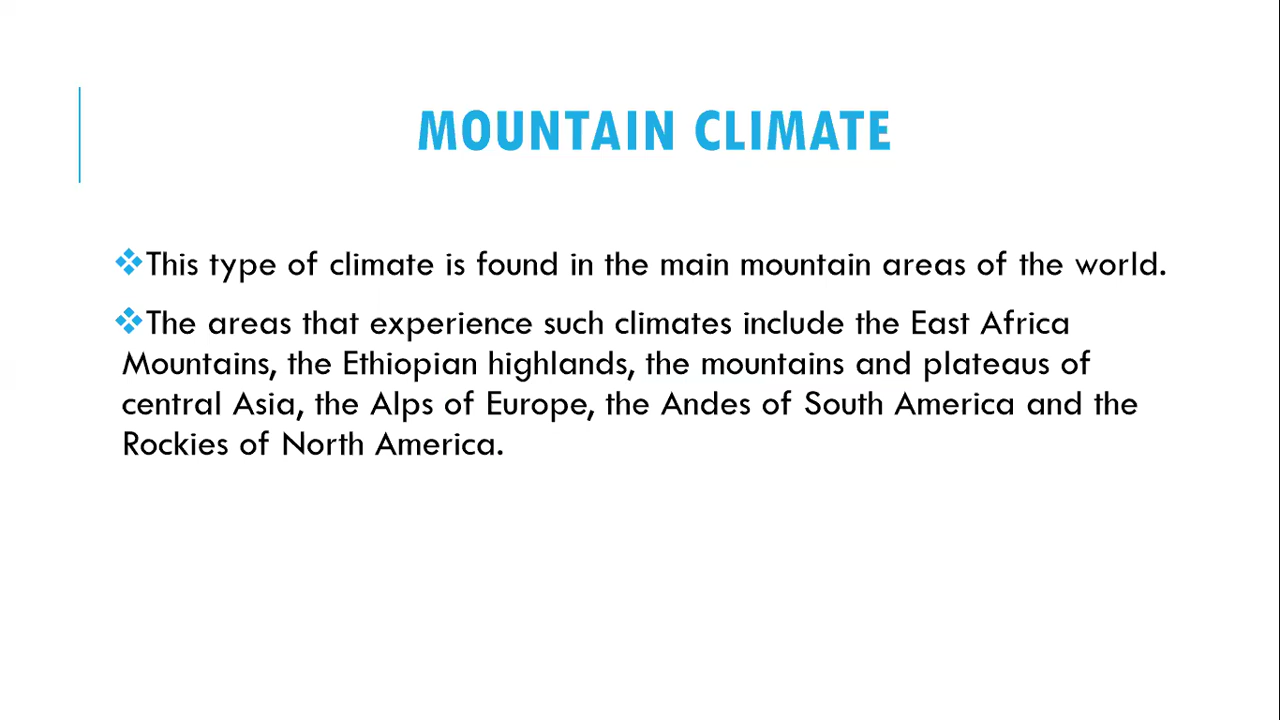 MOUNTAIN CLIMATE
❖This type of climate is found in the main mountain areas of the world.
❖The areas that experience such climates include the East Africa
Mountains, the Ethiopian highlands, the mountains and plateaus of
central Asia, the Alps of Europe, the Andes of South America and the
Rockies of North America.